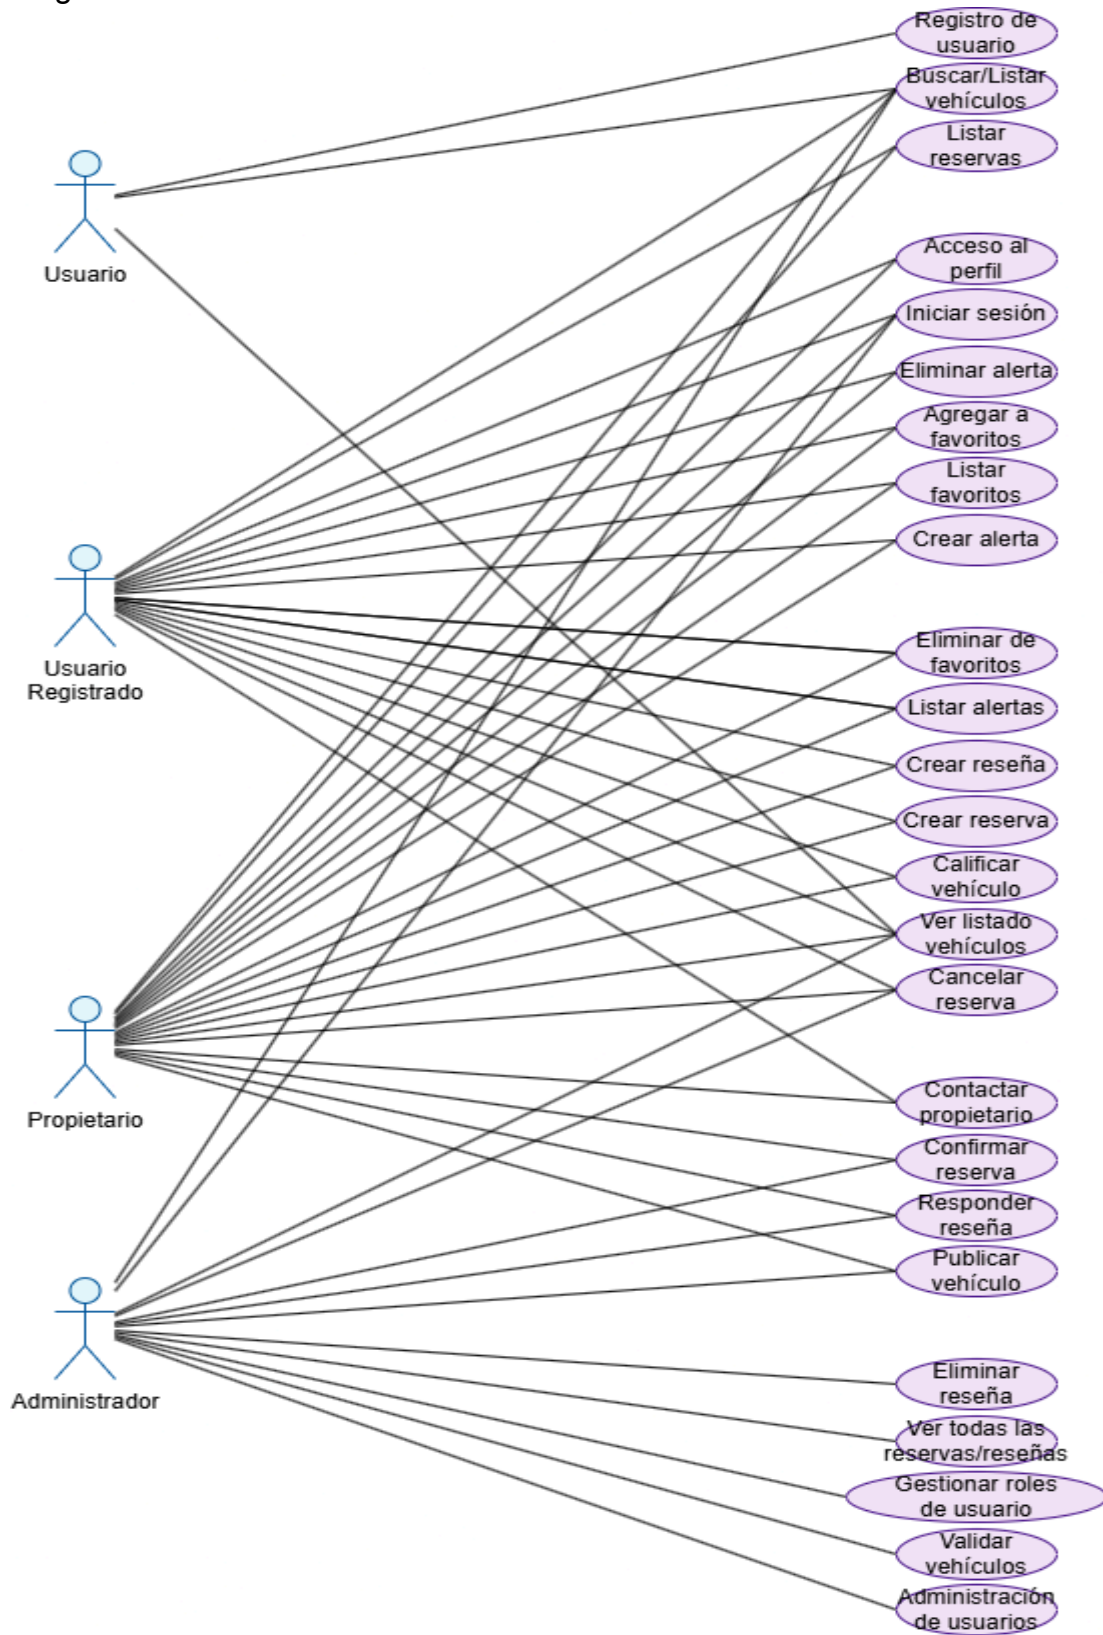 Registro de
usuario
Buscar/Listar
vehículos
Listar
reservas
Usuario
Acceso al
perfil
Iniciar sesión
Eliminar alerta
Agregar a
favoritos
Listar
favoritos
Crear alerta
Usuario
Registrado
Eliminar de
favoritos
Listar alertas
Crear reseña
Crear reserva
Calificar
vehículo
Ver listado
vehículos
Cancelar
reserva
Propietario
Contactar
propietario
Confirmar
reserva
Responder
reseña
Publicar
vehículo
Administrador
Eliminar
reseña
Ver todas las
reservas/reseñas
Gestionar roles
de usuario
Validar
vehículos
Administración
de usuarios